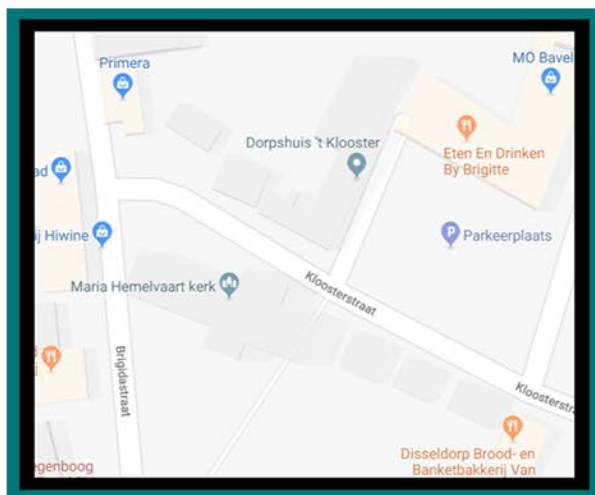 Primera
MO Bavel
Dorpshuis 't Klooster
Eten En Drinken
By Brigitte
ad
ij Hiwine
Parkeerplaats
Maria Hemelvaart kerk
Kloosterstraat
Brigidastraat
Kloosterstra
Disseldorp Brood- en
Banketbakkerij Van
egenboog